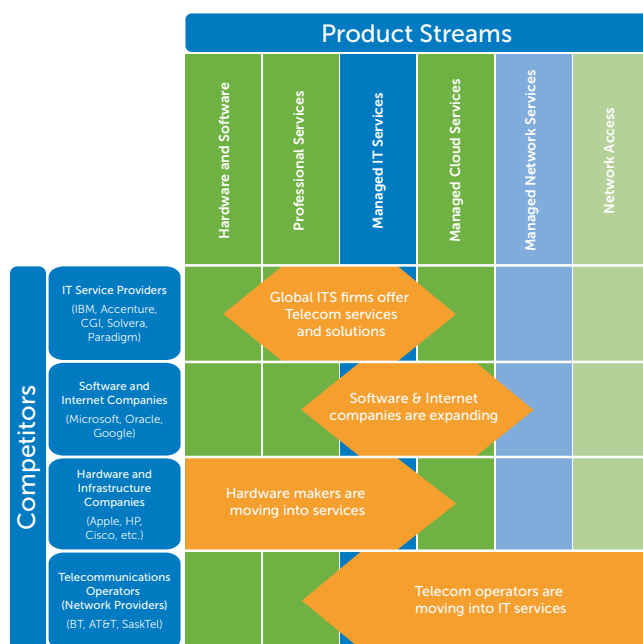 Product Streams
Hardware and Software
Professional Services
Managed IT Services
Managed Cloud Services
Managed Network Services
Network Access
Competitors
IT Service Providers
(IBM, Accenture,
CGI, Solvera,
Paradigm)
Global ITS firms offer
Telecom services
and solutions
Software and
Internet Companies
(Microsoft, Oracle,
Google)
Software & Internet
companies are expanding
Hardware and
Infrastructure
Companies
(Apple, HP,
Cisco, etc.)
Hardware makers are
moving into services
Telecommunications
Operators
(Network Providers)
(BT, AT&T, SaskTel)
Telecom operators are
moving into IT services